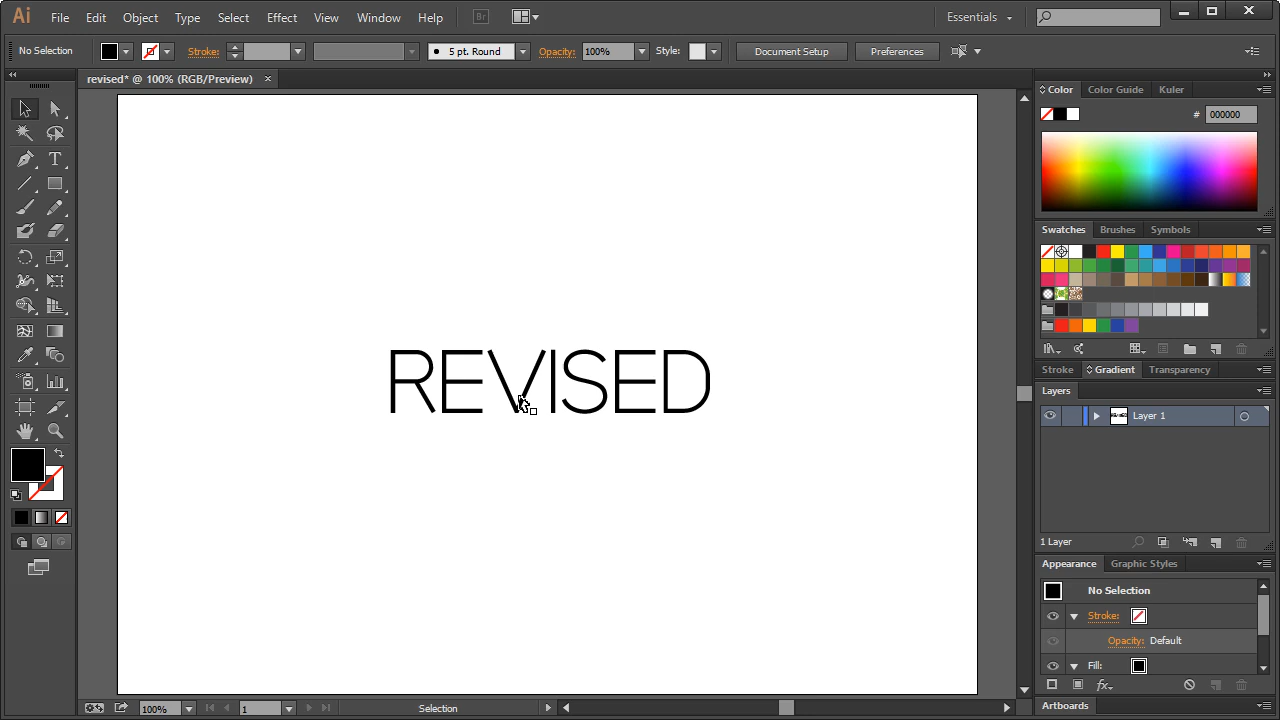 Ai File Edit Object Type Select Effect View Window Help Br Essentials
No Selection Stroke: 5 pt. Round Opacity: 100% Style: Document Setup Preferences
revised* @ 100% (RGB/Preview) ×
Color Color Guide Kuler
# 000000
Swatches Brushes Symbols
REVISED
Stroke Gradient Transparency
Layers
Layer 1
1 Layer
Appearance Graphic Styles
No Selection
Stroke:
Opacity: Default
Fill:
Artboards
100% 1 Selection